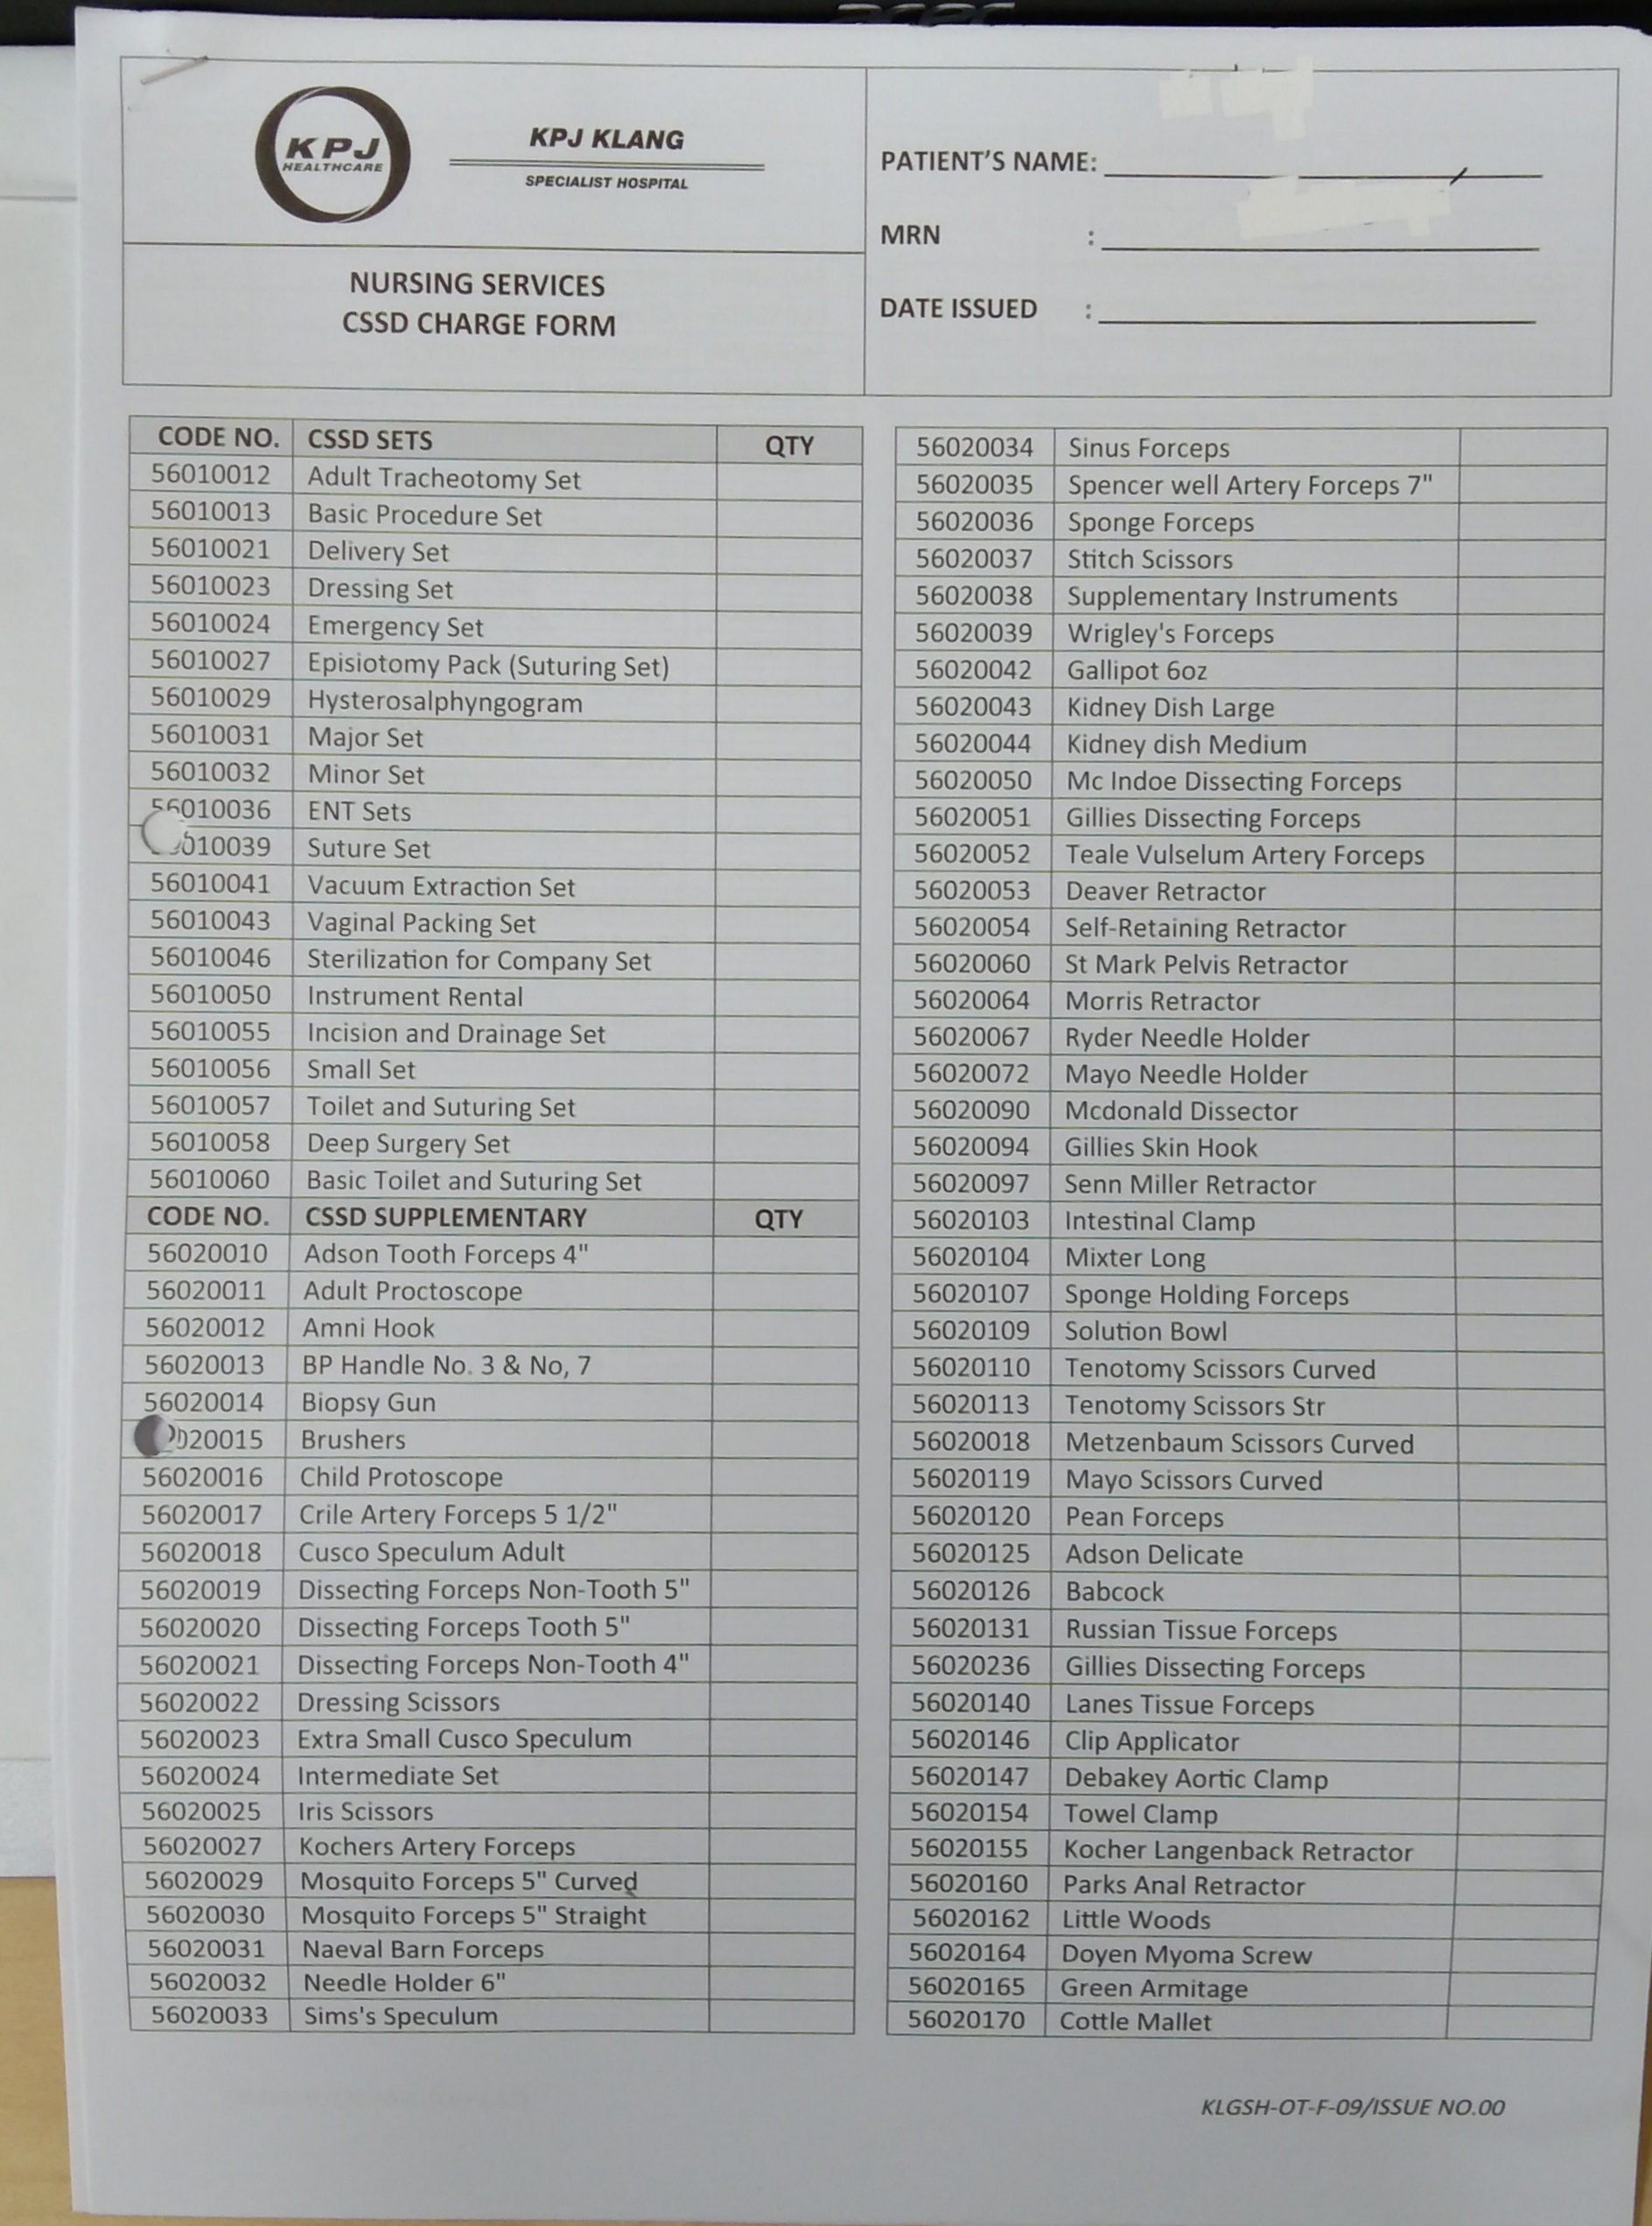 acer
KPJ
HEALTHCARE
KPJ KLANG
SPECIALIST HOSPITAL
NURSING SERVICES
CSSD CHARGE FORM
PATIENT'S NAME:
MRN :
DATE ISSUED :
CODE NO. CSSD SETS QTY
56010012 Adult Tracheotomy Set
56010013 Basic Procedure Set
56010021 Delivery Set
56010023 Dressing Set
56010024 Emergency Set
56010027 Episiotomy Pack (Suturing Set)
56010029 Hysterosalphyngogram
56010031 Major Set
56010032 Minor Set
56010036 ENT Sets
010039 Suture Set
56010041 Vacuum Extraction Set
56010043 Vaginal Packing Set
56010046 Sterilization for Company Set
56010050 Instrument Rental
56010055 Incision and Drainage Set
56010056 Small Set
56010057 Toilet and Suturing Set
56010058 Deep Surgery Set
56010060 Basic Toilet and Suturing Set
CODE NO. CSSD SUPPLEMENTARY QTY
56020010 Adson Tooth Forceps 4"
56020011 Adult Proctoscope
56020012 Amni Hook
56020013 BP Handle No. 3 & No, 7
56020014 Biopsy Gun
020015 Brushers
56020016 Child Protoscope
56020017 Crile Artery Forceps 5 1/2"
56020018 Cusco Speculum Adult
56020019 Dissecting Forceps Non-Tooth 5"
56020020 Dissecting Forceps Tooth 5"
56020021 Dissecting Forceps Non-Tooth 4"
56020022 Dressing Scissors
56020023 Extra Small Cusco Speculum
56020024 Intermediate Set
56020025 Iris Scissors
56020027 Kochers Artery Forceps
56020029 Mosquito Forceps 5" Curved
56020030 Mosquito Forceps 5" Straight
56020031 Naeval Barn Forceps
56020032 Needle Holder 6"
56020033 Sims's Speculum
56020034 Sinus Forceps
56020035 Spencer well Artery Forceps 7"
56020036 Sponge Forceps
56020037 Stitch Scissors
56020038 Supplementary Instruments
56020039 Wrigley's Forceps
56020042 Gallipot 6oz
56020043 Kidney Dish Large
56020044 Kidney dish Medium
56020050 Mc Indoe Dissecting Forceps
56020051 Gillies Dissecting Forceps
56020052 Teale Vulselum Artery Forceps
56020053 Deaver Retractor
56020054 Self-Retaining Retractor
56020060 St Mark Pelvis Retractor
56020064 Morris Retractor
56020067 Ryder Needle Holder
56020072 Mayo Needle Holder
56020090 Mcdonald Dissector
56020094 Gillies Skin Hook
56020097 Senn Miller Retractor
56020103 Intestinal Clamp
56020104 Mixter Long
56020107 Sponge Holding Forceps
56020109 Solution Bowl
56020110 Tenotomy Scissors Curved
56020113 Tenotomy Scissors Str
56020018 Metzenbaum Scissors Curved
56020119 Mayo Scissors Curved
56020120 Pean Forceps
56020125 Adson Delicate
56020126 Babcock
56020131 Russian Tissue Forceps
56020236 Gillies Dissecting Forceps
56020140 Lanes Tissue Forceps
56020146 Clip Applicator
56020147 Debakey Aortic Clamp
56020154 Towel Clamp
56020155 Kocher Langenback Retractor
56020160 Parks Anal Retractor
56020162 Little Woods
56020164 Doyen Myoma Screw
56020165 Green Armitage
56020170 Cottle Mallet
KLGSH-OT-F-09/ISSUE NO.00